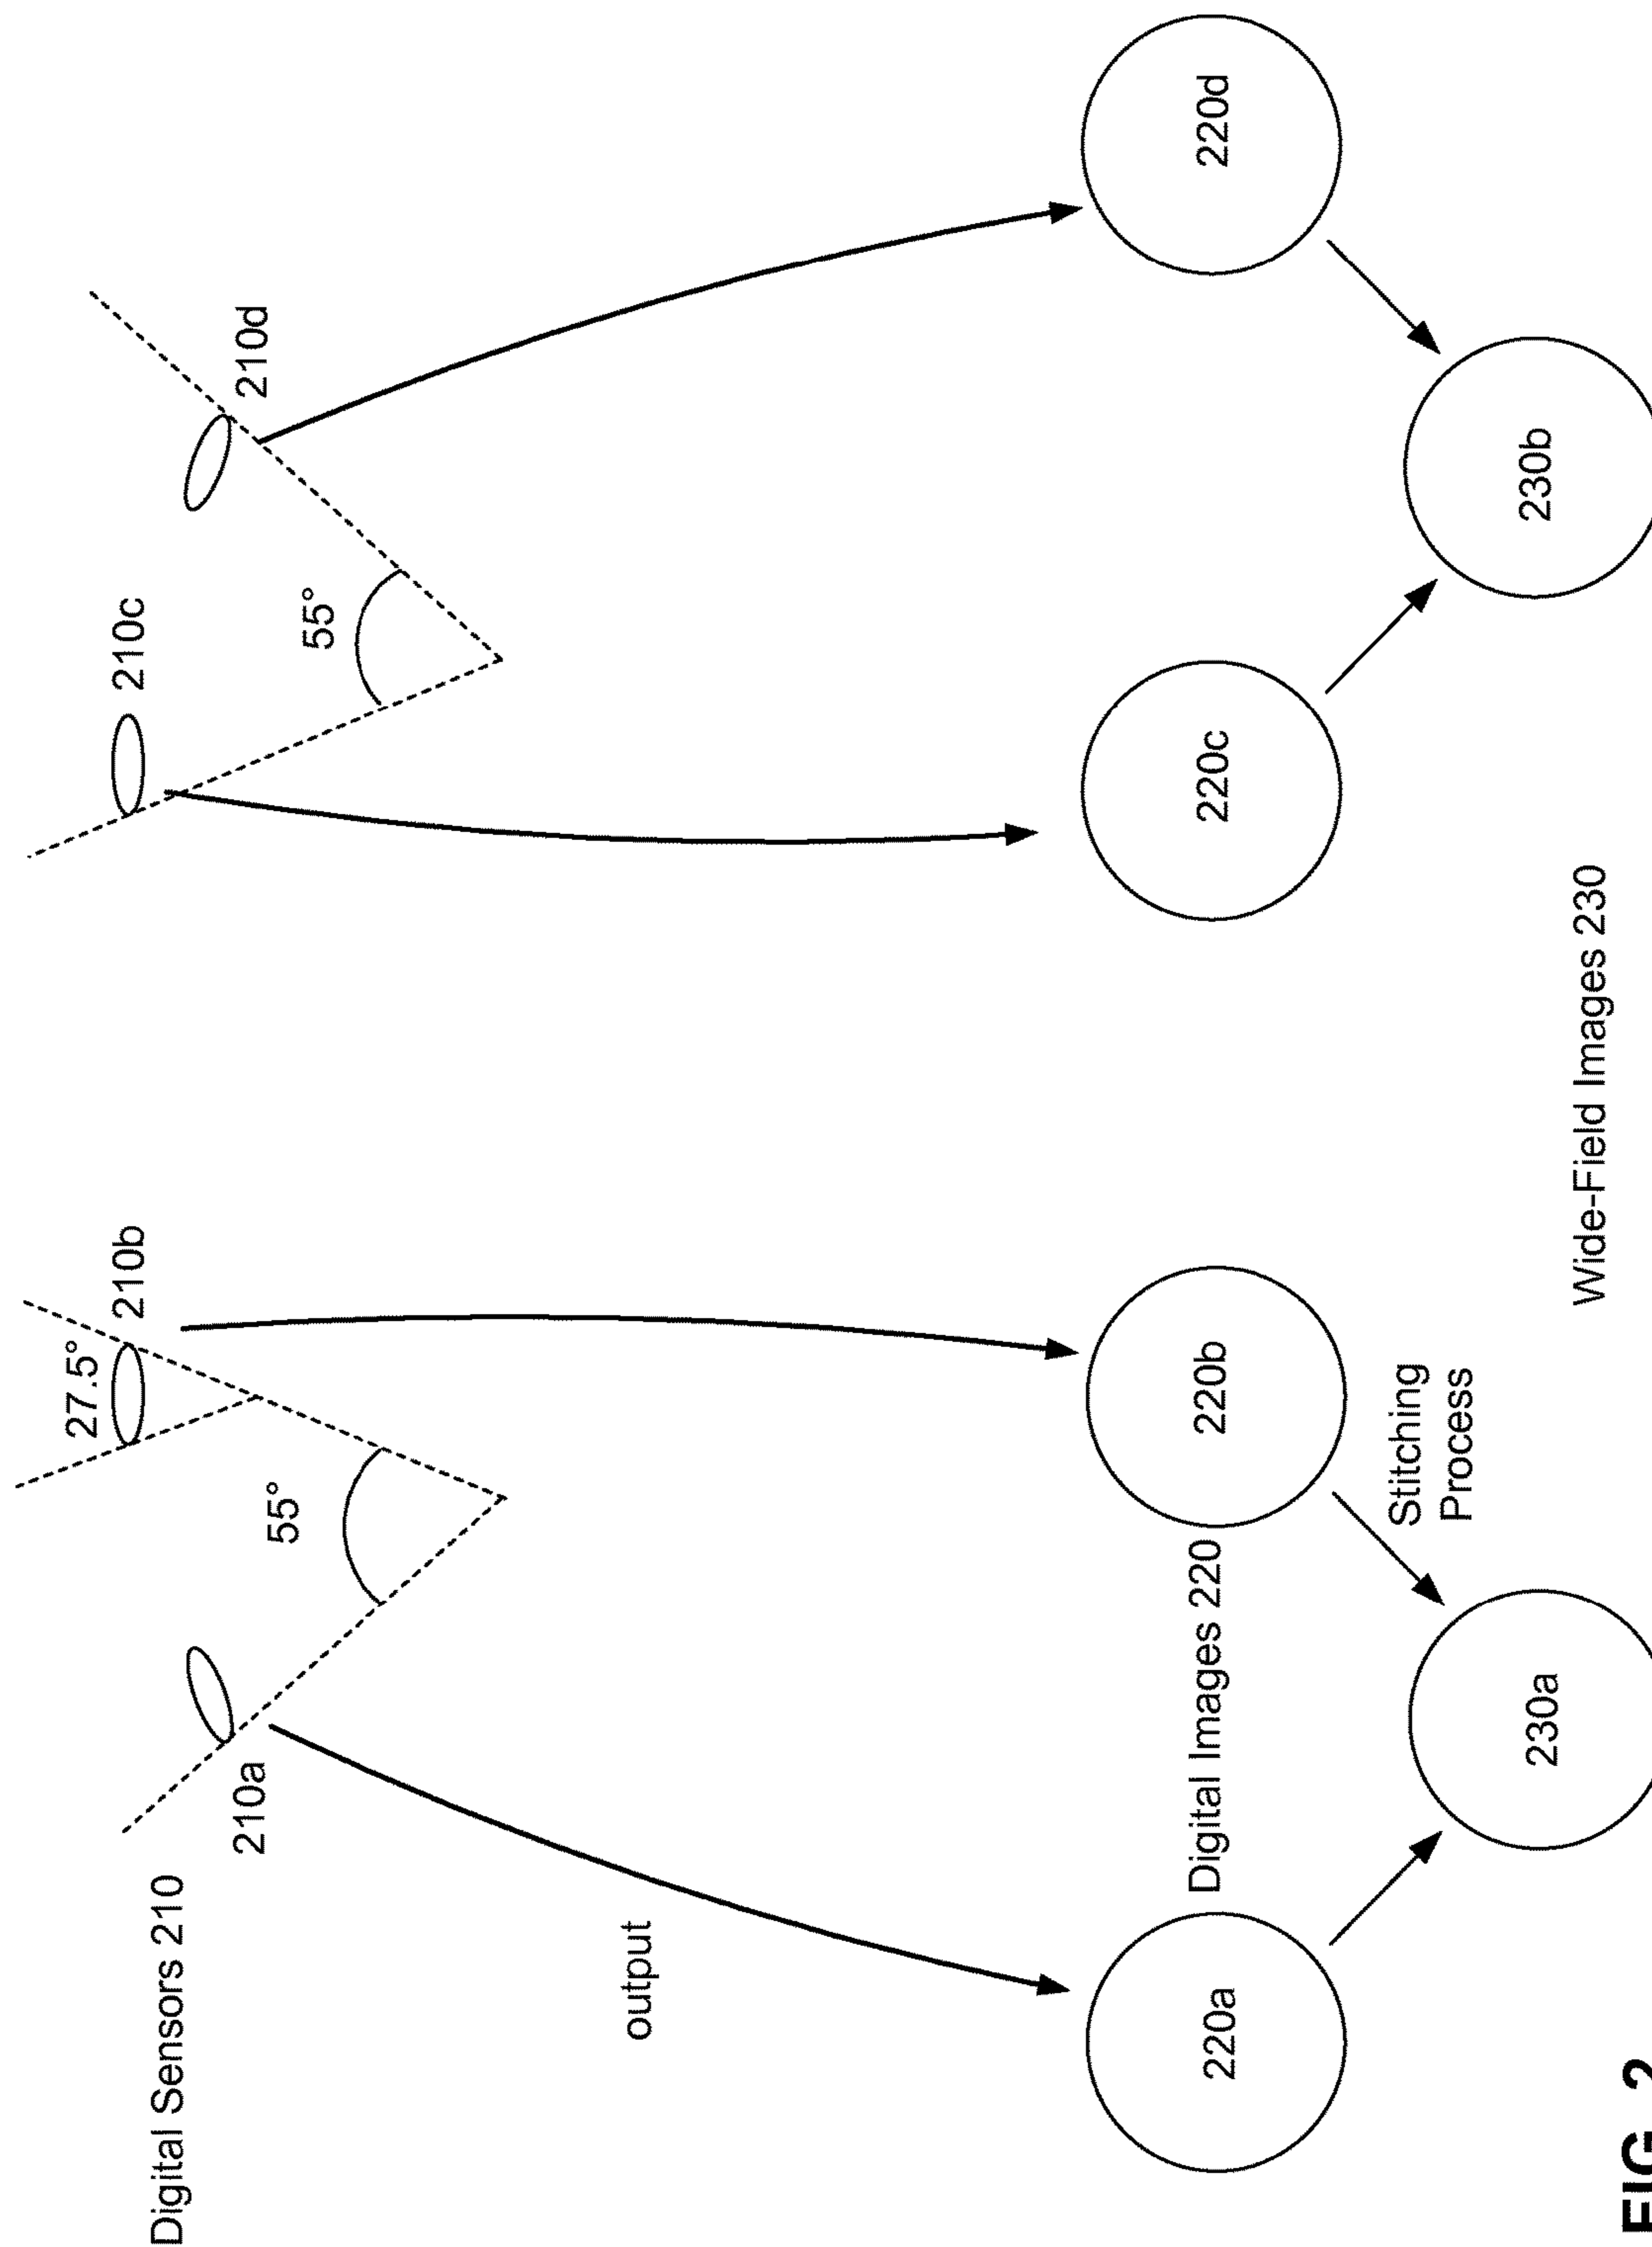 Digital Sensors 210
210a
55°
27.5°
210b
210c
55°
210d
output
220a
Digital Images 220
220b
220c
220d
Stitching
Process
230a
Wide-Field Images 230
230b
FIG. 2